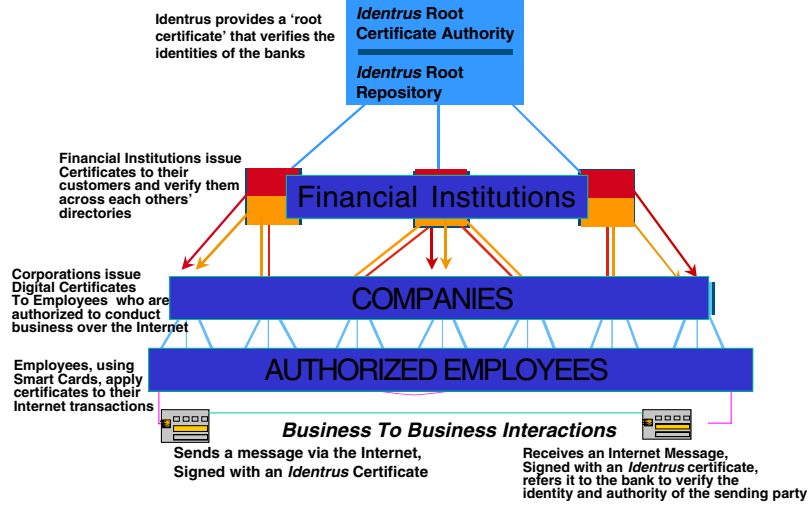 Identrus provides a ‘root
certificate’ that verifies the
identities of the banks
Identrus Root
Certificate Authority
Identrus Root
Repository
Financial Institutions issue
Certificates to their
customers and verify them
across each others’
directories
Financial Institutions
Corporations issue
Digital Certificates
To Employees who are
authorized to conduct
business over the Internet
COMPANIES
Employees, using
Smart Cards, apply
certificates to their
Internet transactions
AUTHORIZED EMPLOYEES
Business To Business Interactions
Sends a message via the Internet,
Signed with an Identrus Certificate
Receives an Internet Message,
Signed with an Identrus certificate,
refers it to the bank to verify the
identity and authority of the sending party